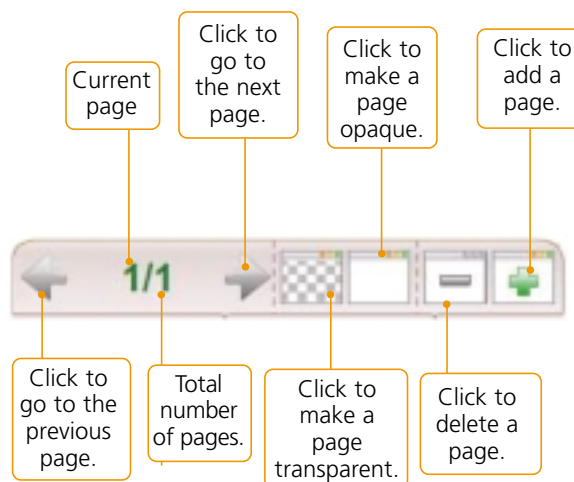 Current
page
Click to
go to
the next
page.
Click to
make a
page
opaque.
Click to
add a
page.
1/1
Click to
go to the
previous
page.
Total
number
of pages.
Click to
make a
page
transparent.
Click to
delete a
page.